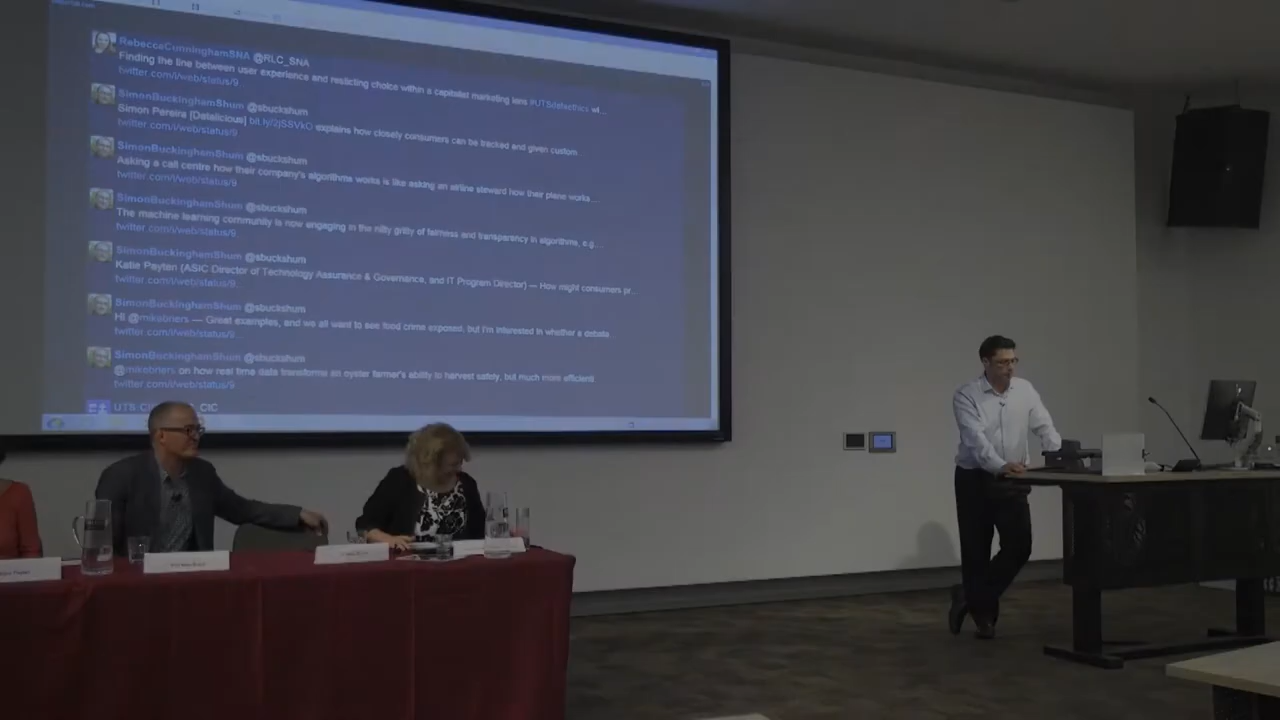 RebeccaCunninghamSNA @RLC_SNA
Finding the line between user experience and resticting choice within a capitalist marketing lens #UTSdataethics wi...
twitter.com/i/web/status/9
SimonBuckinghamShum @sbuckshum
Simon Pereira [Datalicious] bit.ly/2jS8VkO explains how closely consumers can be tracked and given custom
twitter.com/i/web/status/9
SimonBuckinghamShum @sbuckshum
Asking a call centre how their company's algorithms works is like asking an airline steward how their plane works ...
twitter.com/i/web/status/9
SimonBuckinghamShum @sbuckshum
The machine learning community is now engaging in the nitty gritty of fairness and transparency in algorithms, e.g...
twitter.com/i/web/status/9
SimonBuckinghamShum @sbuckshum
Katie Payten (ASIC Director of Technology Assurance & Governance, and IT Program Director) — How might consumers pr...
twitter.com/i/web/status/9
SimonBuckinghamShum @sbuckshum
Hi @mikebriers — Great examples, and we all want to see food crime exposed, but I'm interested in whether a debate
twitter.com/i/web/status/9
SimonBuckinghamShum @sbuckshum
@mikebriers on how real time data transforms an oyster farmer's ability to harvest safely, but much more efficient
twitter.com/i/web/status/9
UTS CIC